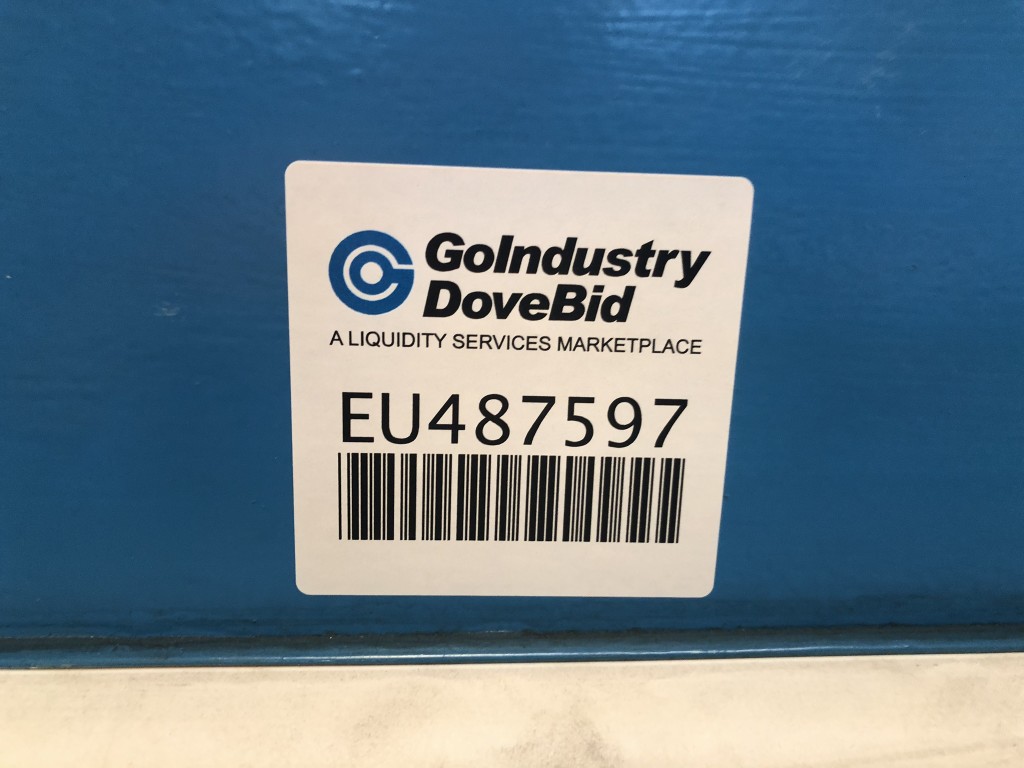 GoIndustry
DoveBid
A LIQUIDITY SERVICES MARKETPLACE
EU487597